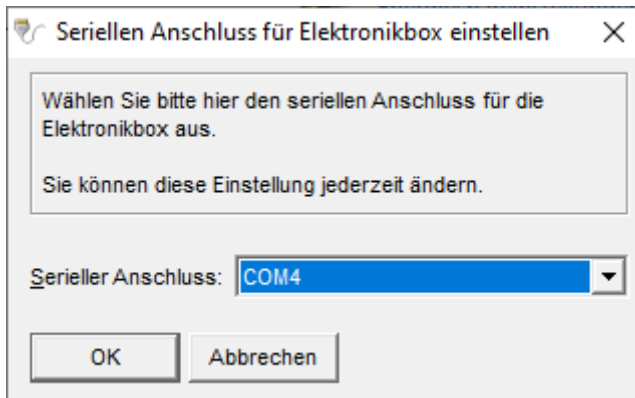 Seriellen Anschluss für Elektronikbox einstellen
Wählen Sie bitte hier den seriellen Anschluss für die
Elektronikbox aus.
Sie können diese Einstellung jederzeit ändern.
Serieller Anschluss: COM4
OK Abbrechen